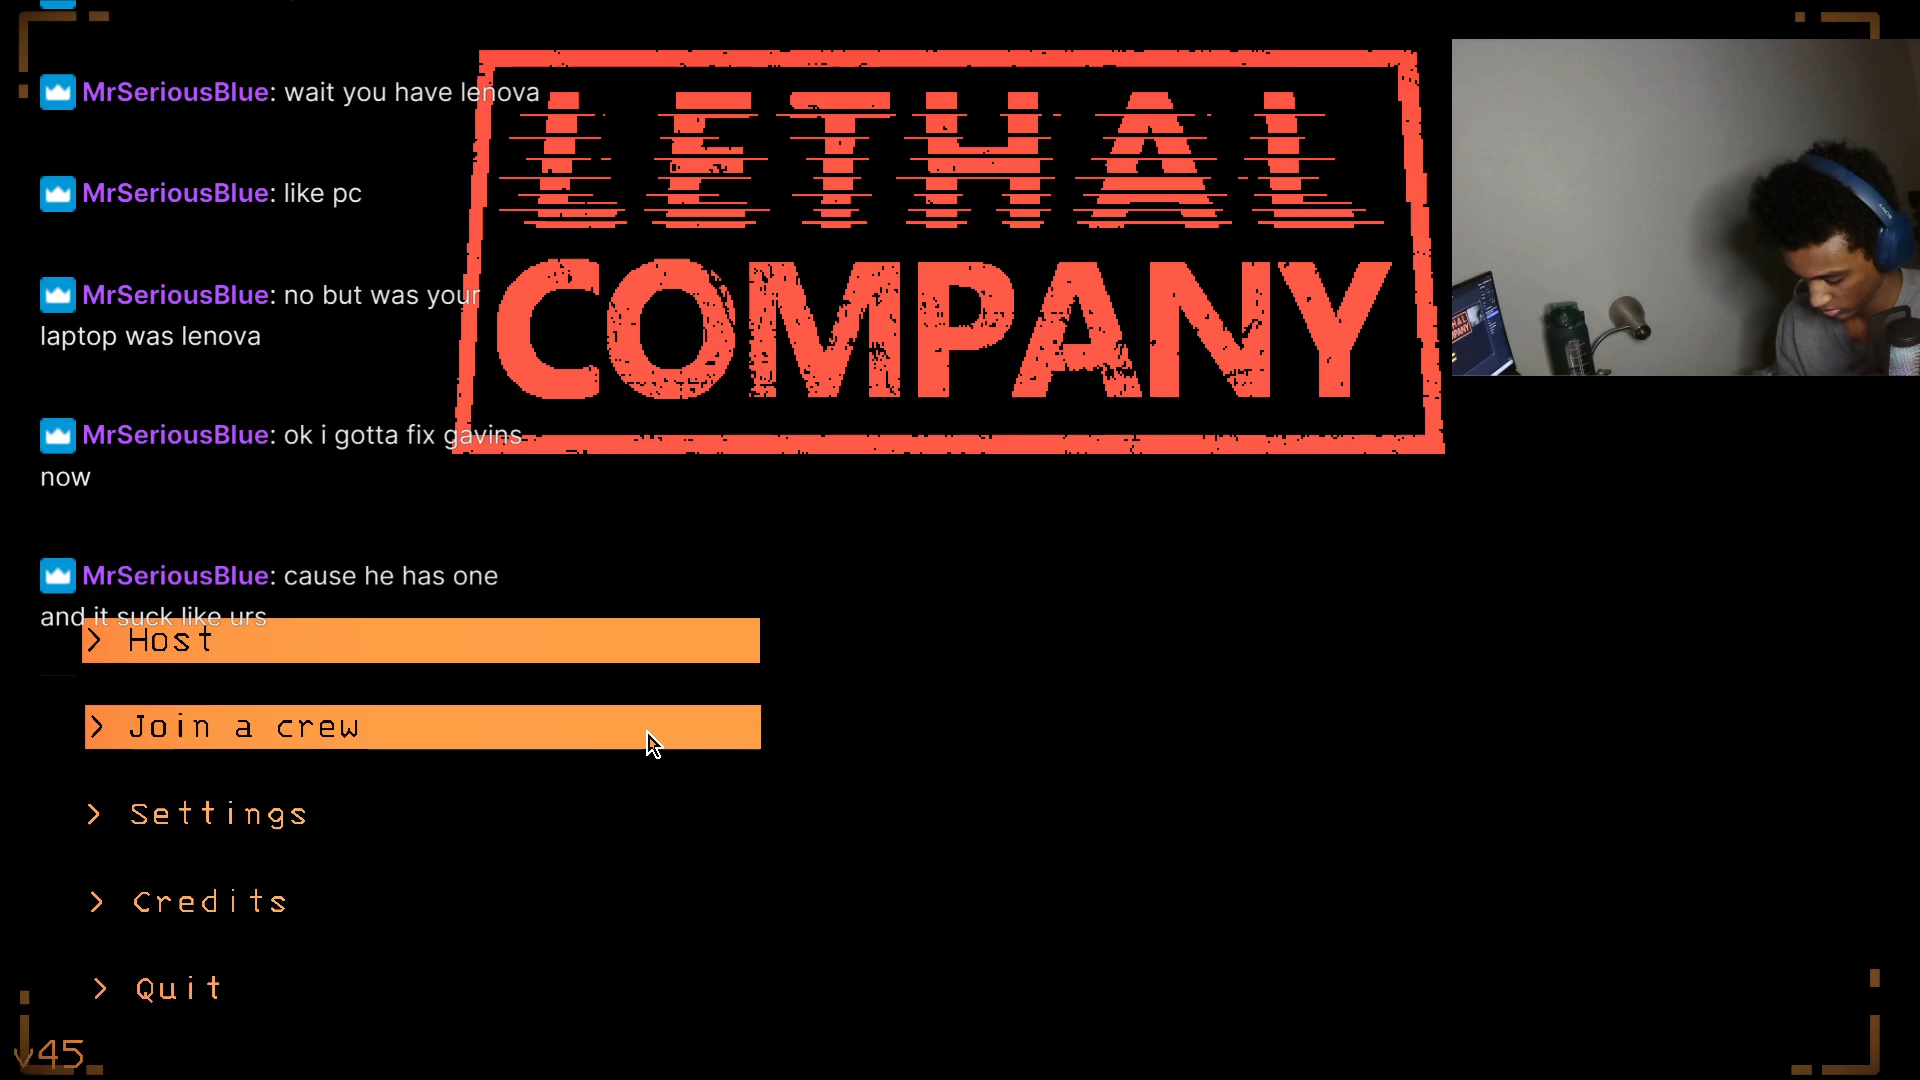 MrSeriousBlue: wait you have lenova
MrSeriousBlue: like pc
MrSeriousBlue: no but was your
laptop was lenova
MrSeriousBlue: ok i gotta fix gavins
now
MrSeriousBlue: cause he has one
and it suck like urs
LETHAL
COMPANY
> Host
> Join a crew
> Settings
> Credits
> Quit
v45
SONY